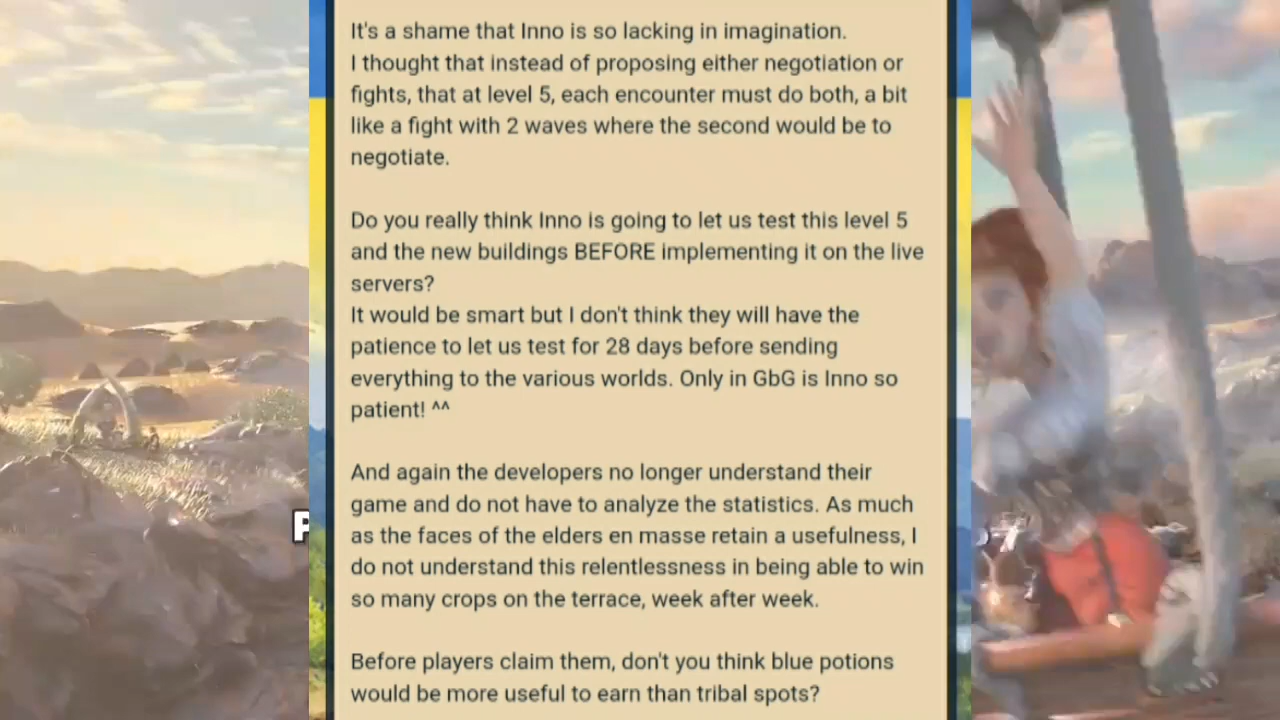 It's a shame that Inno is so lacking in imagination.
I thought that instead of proposing either negotiation or
fights, that at level 5, each encounter must do both, a bit
like a fight with 2 waves where the second would be to
negotiate.
Do you really think Inno is going to let us test this level 5
and the new buildings BEFORE implementing it on the live
servers?
It would be smart but I don't think they will have the
patience to let us test for 28 days before sending
everything to the various worlds. Only in GbG is Inno so
patient! ^^
And again the developers no longer understand their
game and do not have to analyze the statistics. As much
as the faces of the elders en masse retain a usefulness, I
do not understand this relentlessness in being able to win
so many crops on the terrace, week after week.
Before players claim them, don't you think blue potions
would be more useful to earn than tribal spots?